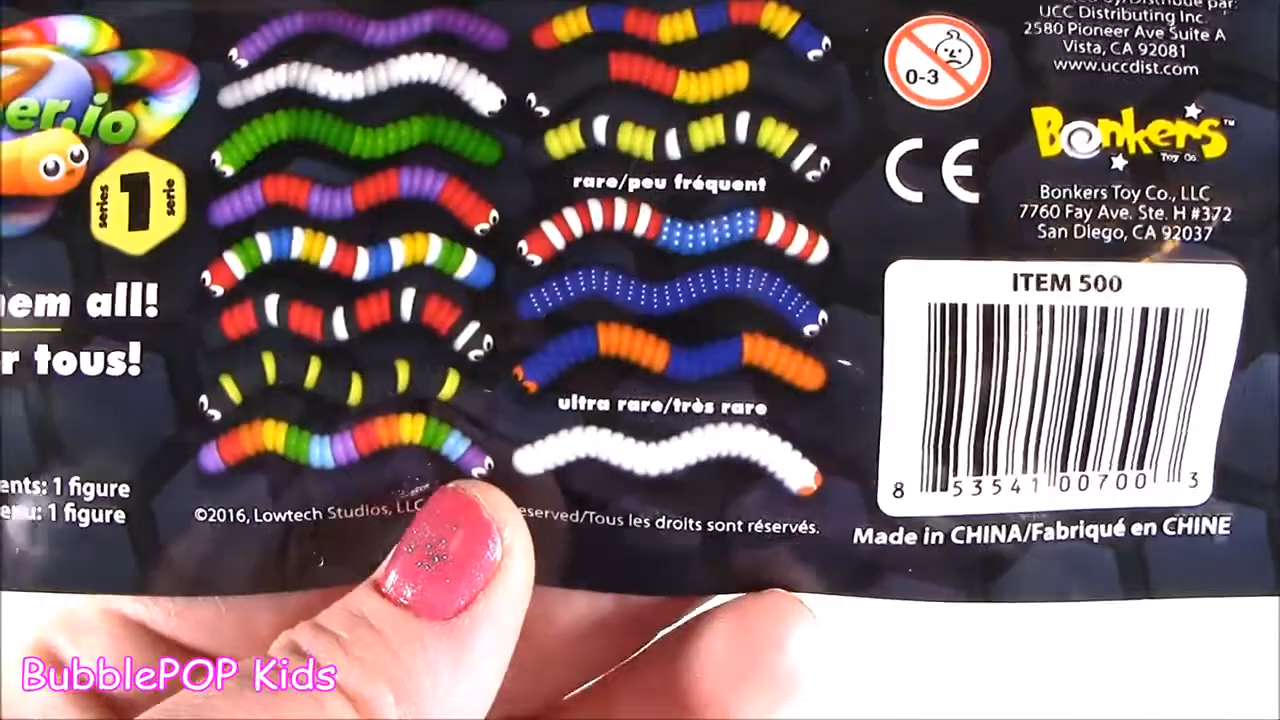 er.io
series
1
serie
em all!
r tous!
ents: 1 figure
enu: 1 figure
rare/peu fréquent
ultra rare/très rare
©2016, Lowtech Studios, LLC
eserved/Tous les droits sont réservés.
UCC Distributing Inc.
2580 Pioneer Ave Suite A
Vista, CA 92081
www.uccdist.com
0-3
CE
Bonkers™
Toy Co.
Bonkers Toy Co., LLC
7760 Fay Ave. Ste. H #372
San Diego, CA 92037
ITEM 500
8 53541 00700 3
Made in CHINA/Fabriqué en CHINE
BubblePOP Kids